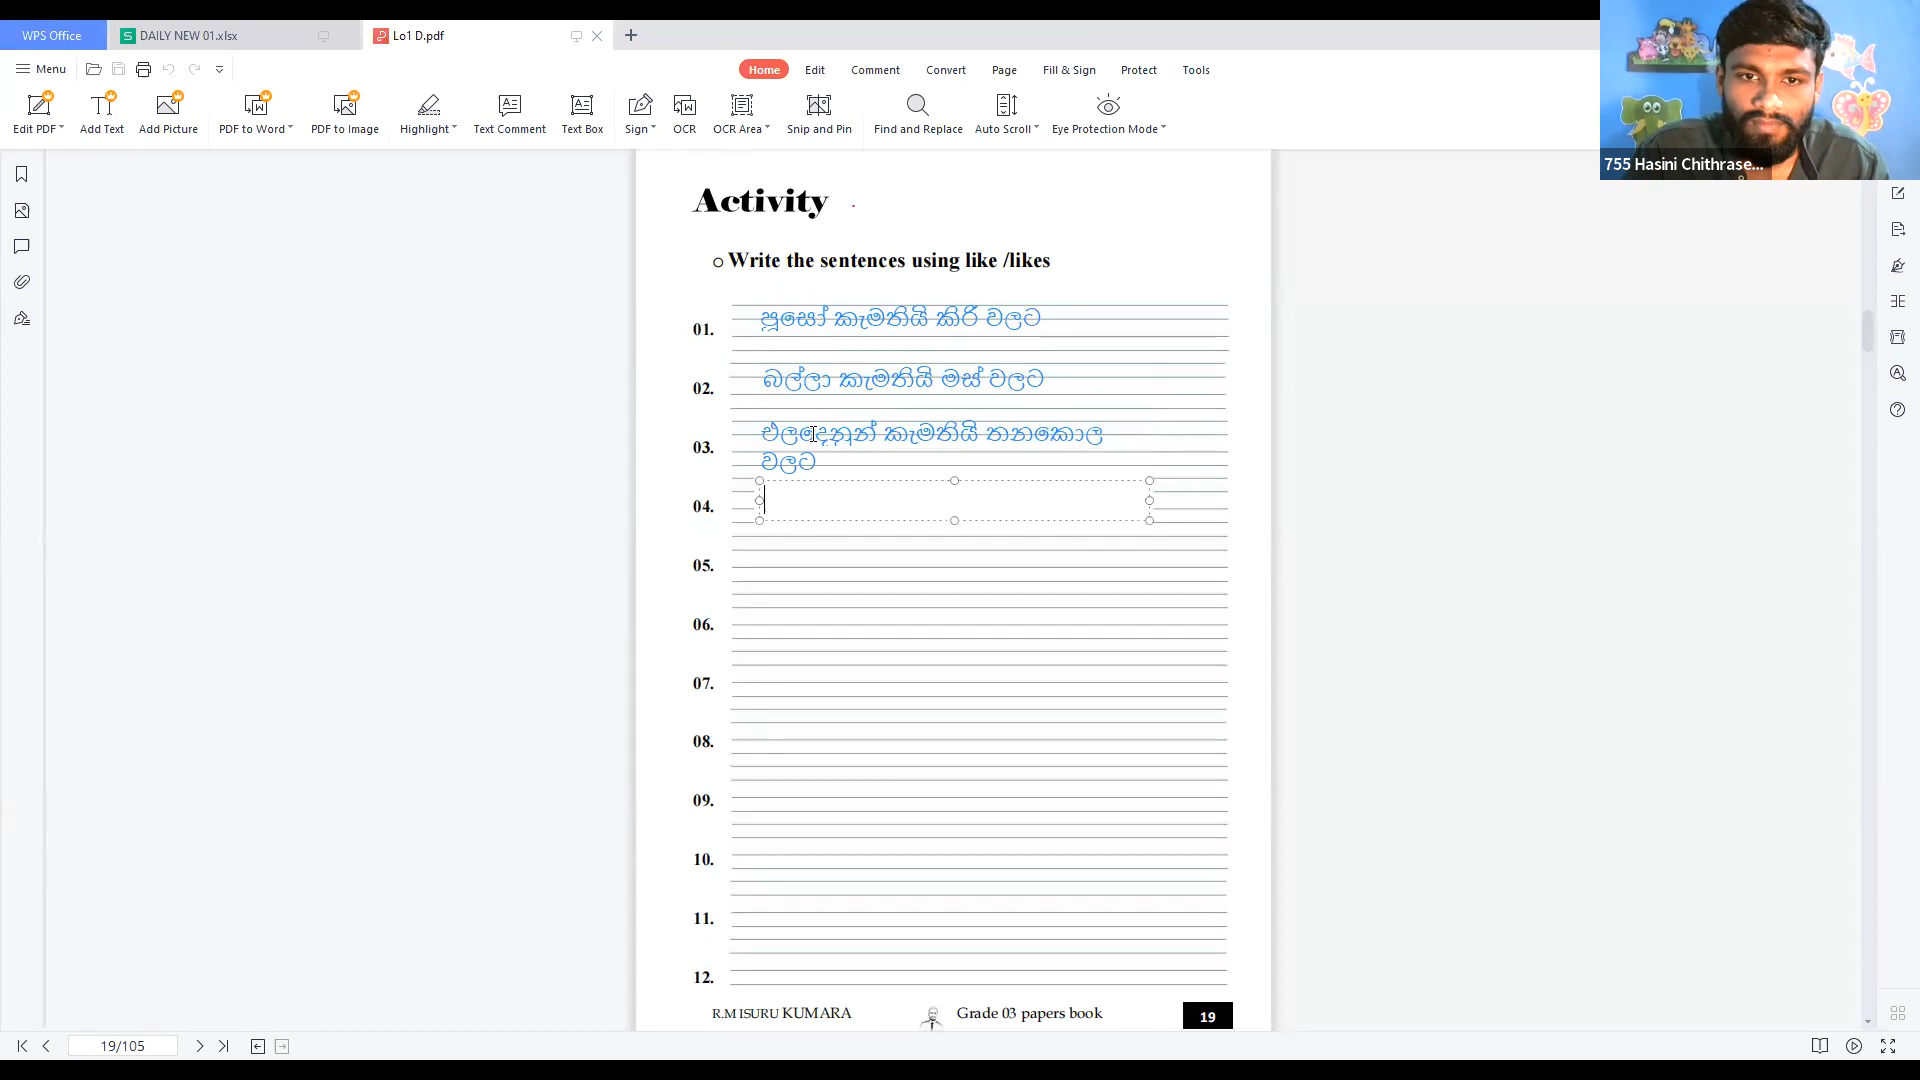 WPS Office
DAILY NEW 01.xlsx
Lo1 D.pdf
Menu
Home
Edit
Comment
Convert
Page
Fill & Sign
Protect
Tools
Edit PDF
Add Text
Add Picture
PDF to Word
PDF to Image
Highlight
Text Comment
Text Box
Sign
OCR
OCR Area
Snip and Pin
Find and Replace
Auto Scroll
Eye Protection Mode
755 Hasini Chithrase...
Activity
Write the sentences using like /likes
01. පූසෝ කැමතියි කිරි වලට
02. බල්ලා කැමතියි මස් වලට
03. එලදෙනුන් කැමතියි තනකොල
වලට
04.
05.
06.
07.
08.
09.
10.
11.
12.
R.M ISURU KUMARA
Grade 03 papers book
19
19/105